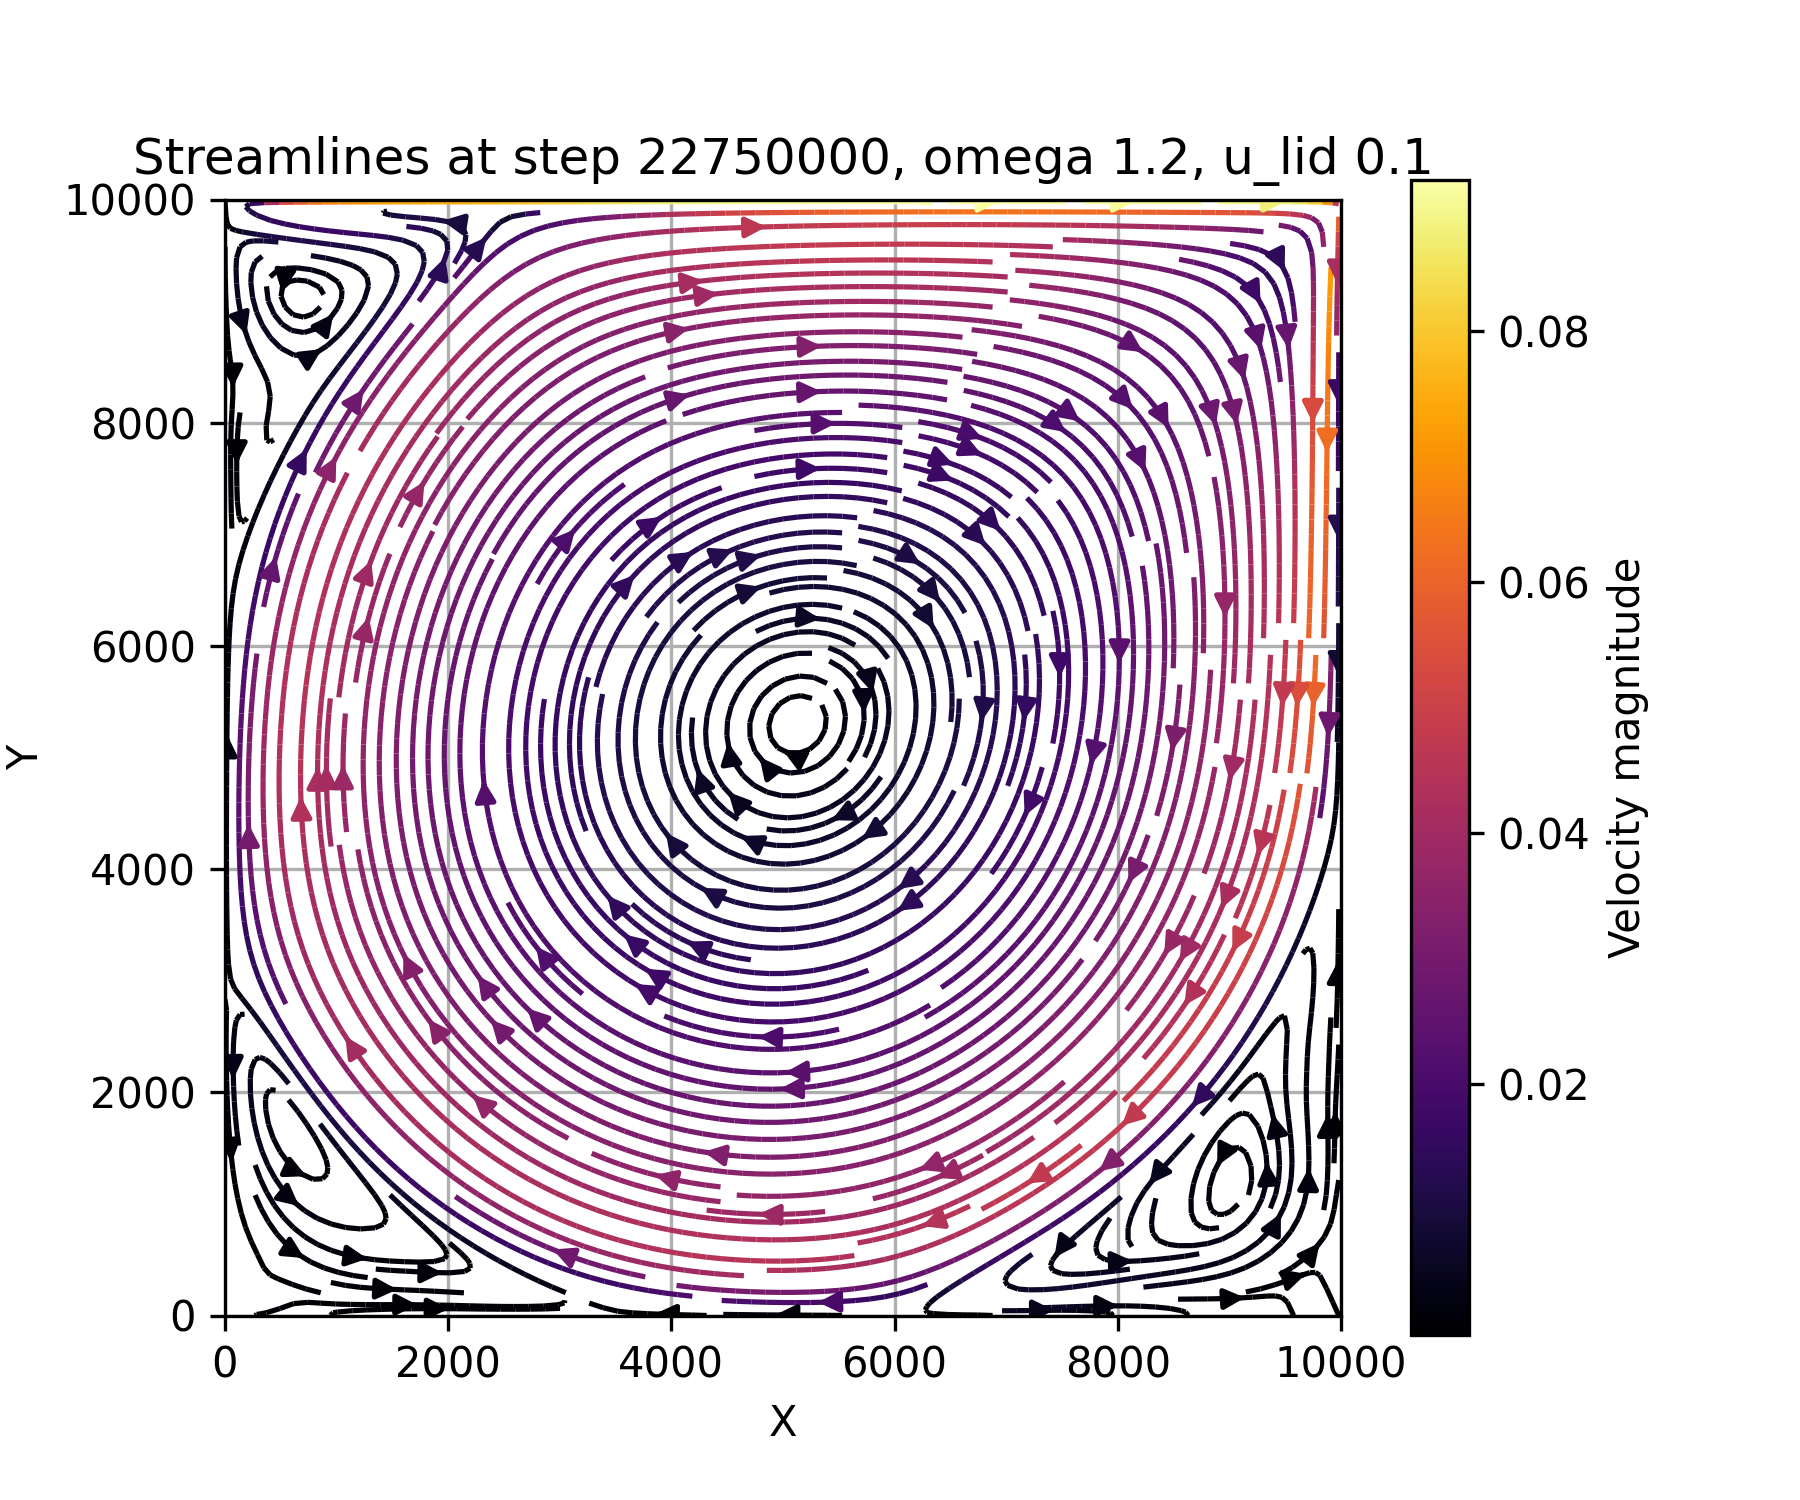 Streamlines at step 22750000, omega 1.2, u_lid 0.1
10000
8000
6000
4000
2000
0
Y
0 2000 4000 6000 8000 10000
X
0.08
0.06
0.04
0.02
Velocity magnitude